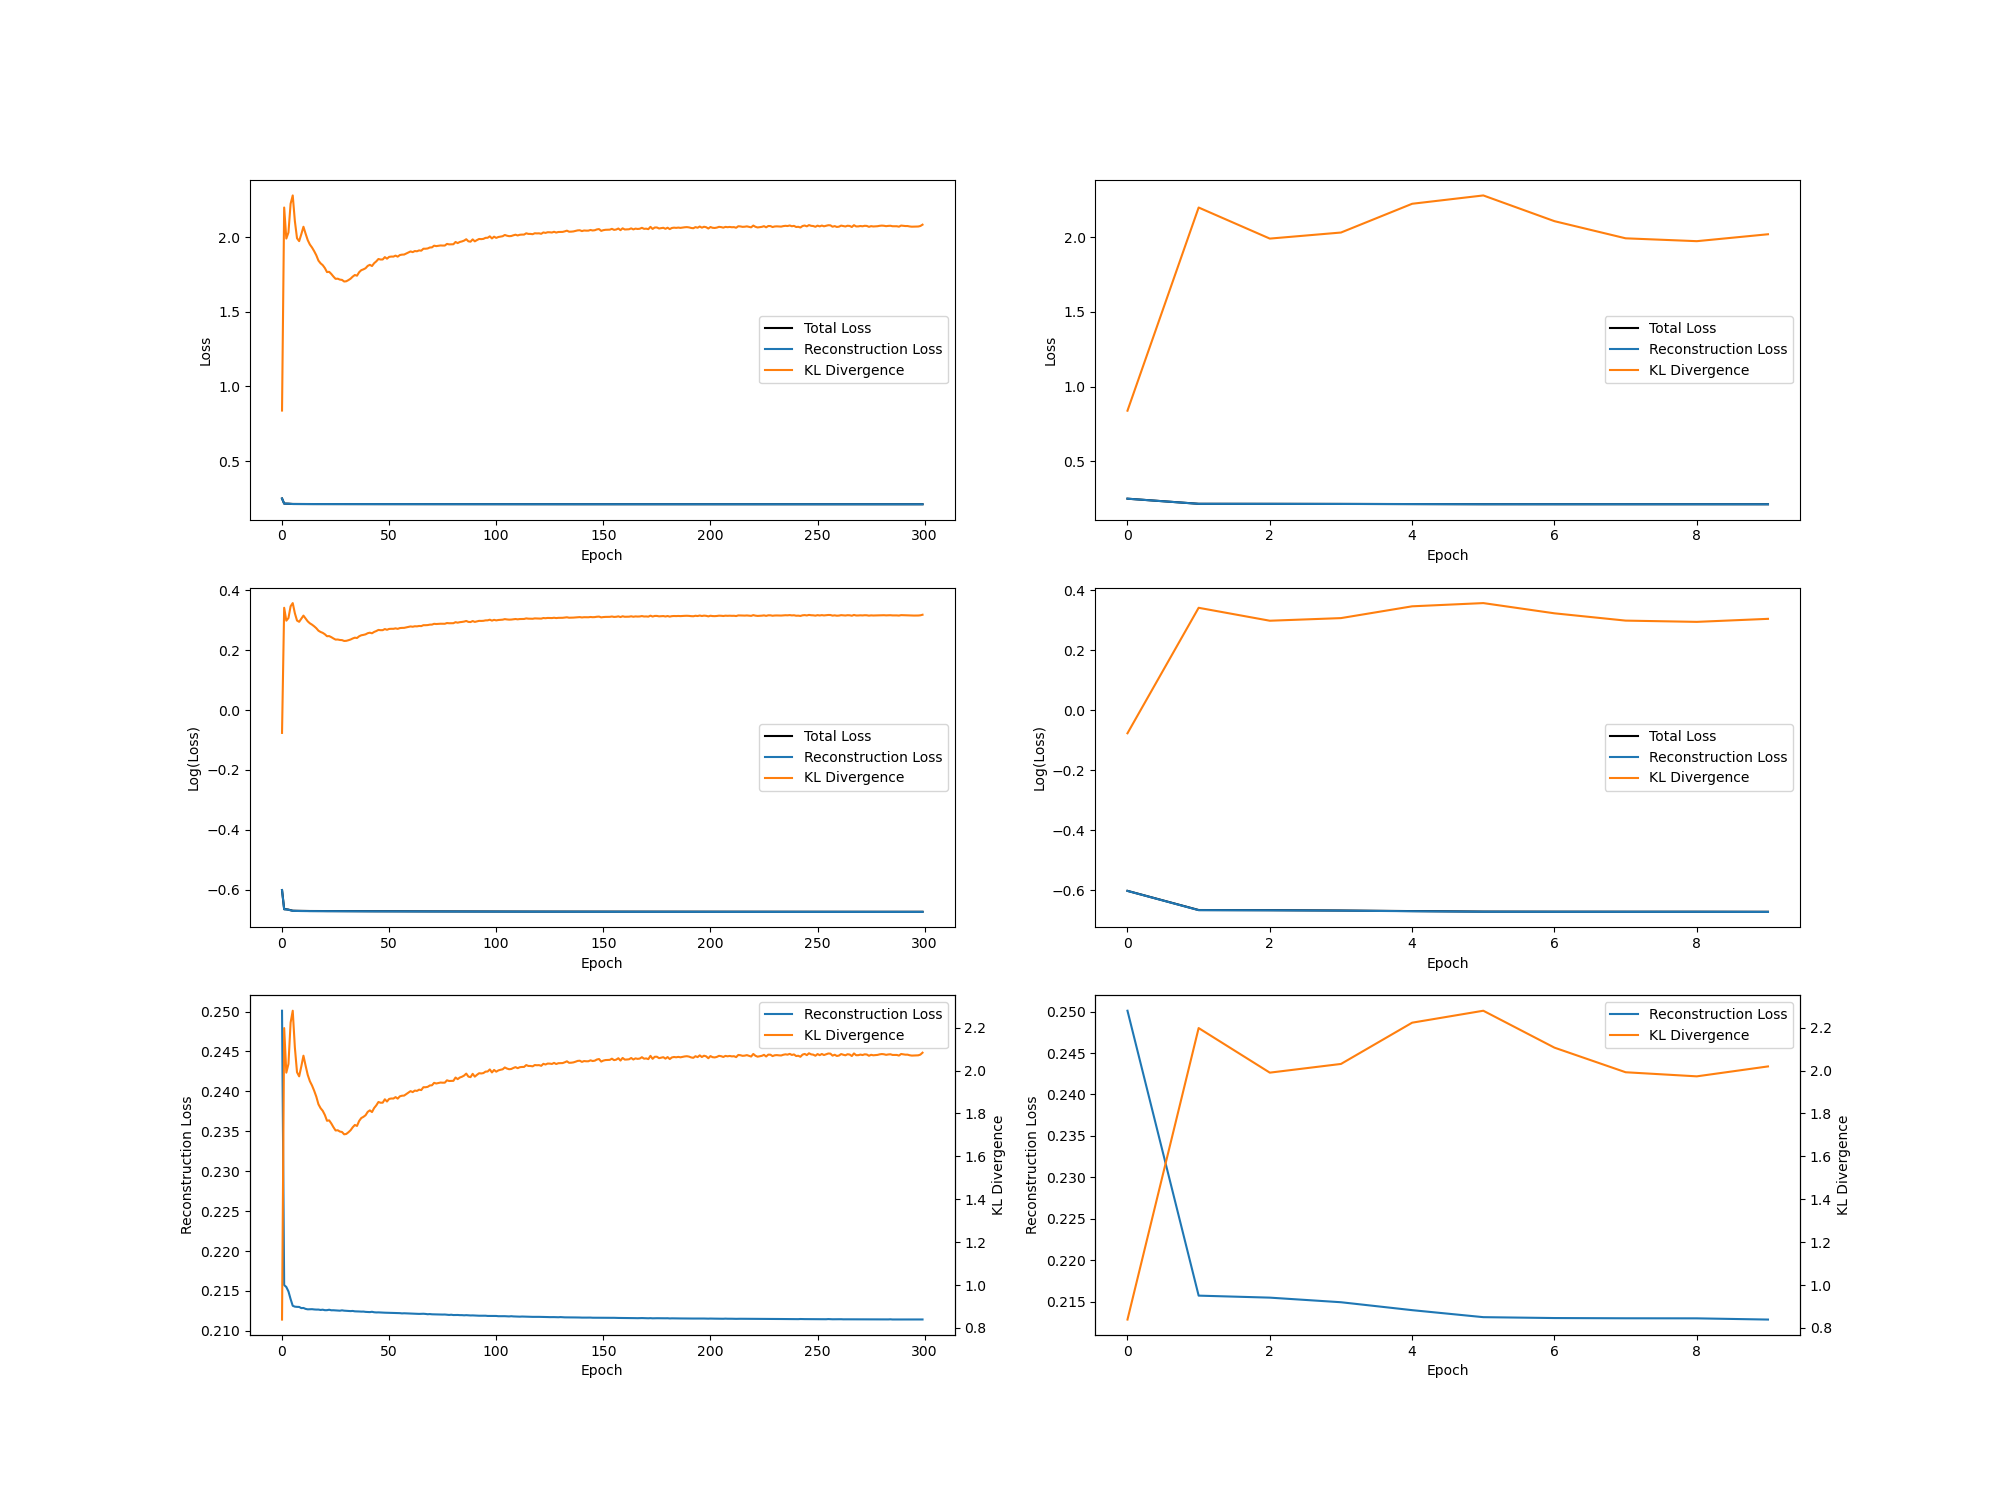 2.0
1.5
1.0
0.5
Loss
Total Loss
Reconstruction Loss
KL Divergence
0 50 100 150 200 250 300
Epoch
2.0
1.5
1.0
0.5
Loss
Total Loss
Reconstruction Loss
KL Divergence
0 2 4 6 8
Epoch
0.4
0.2
0.0
−0.2
−0.4
−0.6
Log(Loss)
Total Loss
Reconstruction Loss
KL Divergence
0 50 100 150 200 250 300
Epoch
0.4
0.2
0.0
−0.2
−0.4
−0.6
Log(Loss)
Total Loss
Reconstruction Loss
KL Divergence
0 2 4 6 8
Epoch
0.250
0.245
0.240
0.235
0.230
0.225
0.220
0.215
0.210
Reconstruction Loss
Reconstruction Loss
KL Divergence
2.2
2.0
1.8
1.6
1.4
1.2
1.0
0.8
KL Divergence
0 50 100 150 200 250 300
Epoch
0.250
0.245
0.240
0.235
0.230
0.225
0.220
0.215
Reconstruction Loss
Reconstruction Loss
KL Divergence
2.2
2.0
1.8
1.6
1.4
1.2
1.0
0.8
KL Divergence
0 2 4 6 8
Epoch